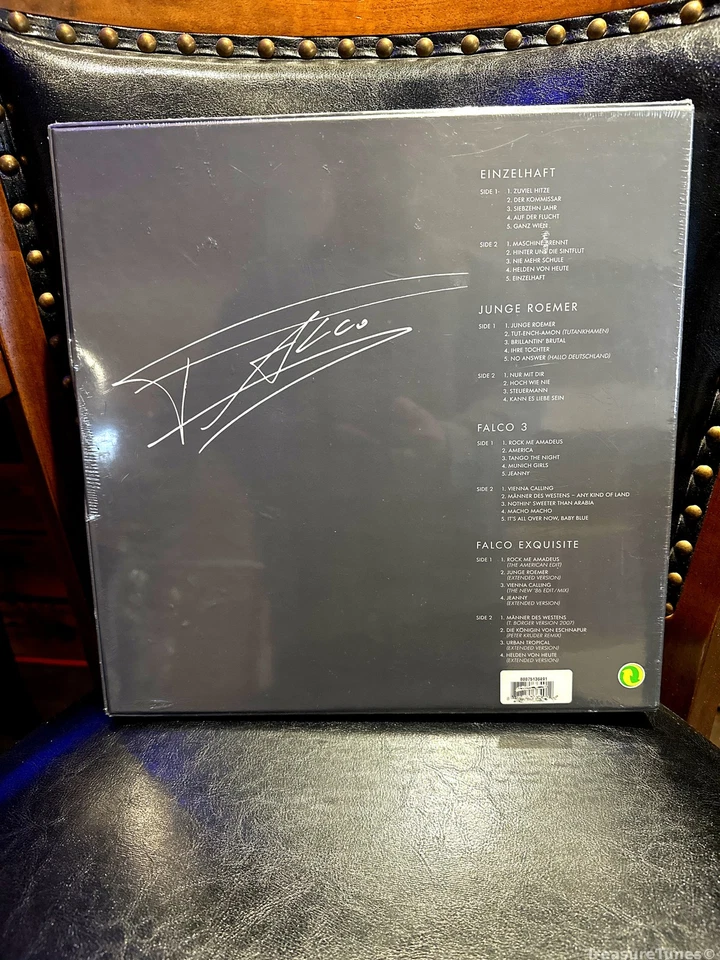 FALCO
EINZELHAFT
SIDE 1- 1. ZUVIEL HITZE
2. DER KOMMISSAR
3. SIEBZEHN JAHR
4. AUF DER FLUCHT
5. GANZ WIEN
SIDE 2 1. MASCHINE BRENNT
2. HINTER UNS DIE SINTFLUT
3. NIE MEHR SCHULE
4. HELDEN VON HEUTE
5. EINZELHAFT
JUNGE ROEMER
SIDE 1 1. JUNGE ROEMER
2. TUT-ENCH-AMON (TUTANKHAMEN)
3. BRILLANTIN' BRUTAL
4. IHRE TOCHTER
5. NO ANSWER (HALLO DEUTSCHLAND)
SIDE 2 1. NUR MIT DIR
2. HOCH WIE NIE
3. STEUERMANN
4. KANN ES LIEBE SEIN
FALCO 3
SIDE 1 1. ROCK ME AMADEUS
2. AMERICA
3. TANGO THE NIGHT
4. MUNICH GIRLS
5. JEANNY
SIDE 2 1. VIENNA CALLING
2. MÄNNER DES WESTENS – ANY KIND OF LAND
3. NOTHIN' SWEETER THAN ARABIA
4. MACHO MACHO
5. IT'S ALL OVER NOW, BABY BLUE
FALCO EXQUISITE
SIDE 1 1. ROCK ME AMADEUS
(THE AMERICAN EDIT)
2. JUNGE ROEMER
(EXTENDED VERSION)
3. VIENNA CALLING
(THE NEW '86 EDIT/MIX)
4. JEANNY
(EXTENDED VERSION)
SIDE 2 1. MÄNNER DES WESTENS
(T. BÖRGER VERSION 2007)
2. DIE KÖNIGIN VON ESCHNAPUR
(PETER KRUDER REMIX)
3. URBAN TROPICAL
(EXTENDED VERSION)
4. HELDEN VON HEUTE
(EXTENDED VERSION)
TreasureTunes ©